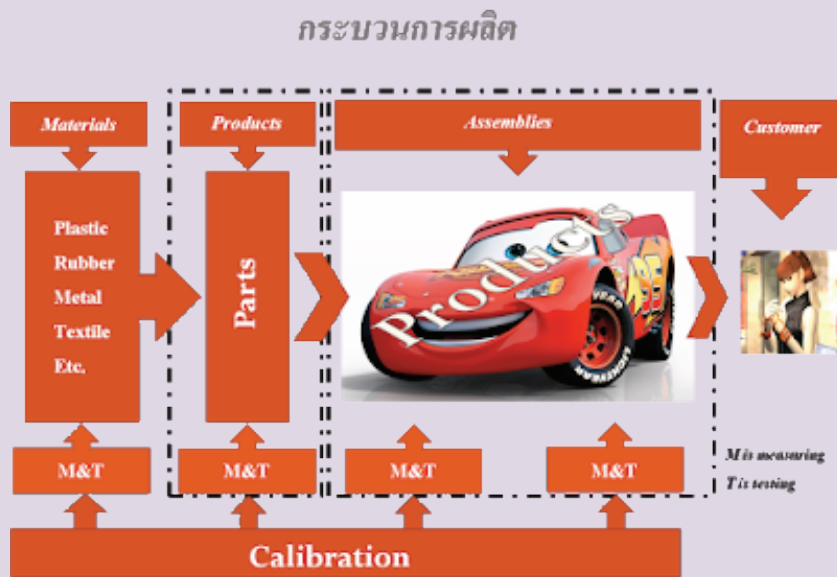 กระบวนการผลิต
Materials
Products
Assemblies
Customer
Plastic
Rubber
Metal
Textile
Etc.
Parts
Products
95
LIGHTYEAR
M&T
M&T
M&T
M&T
M is measuring
T is testing
Calibration